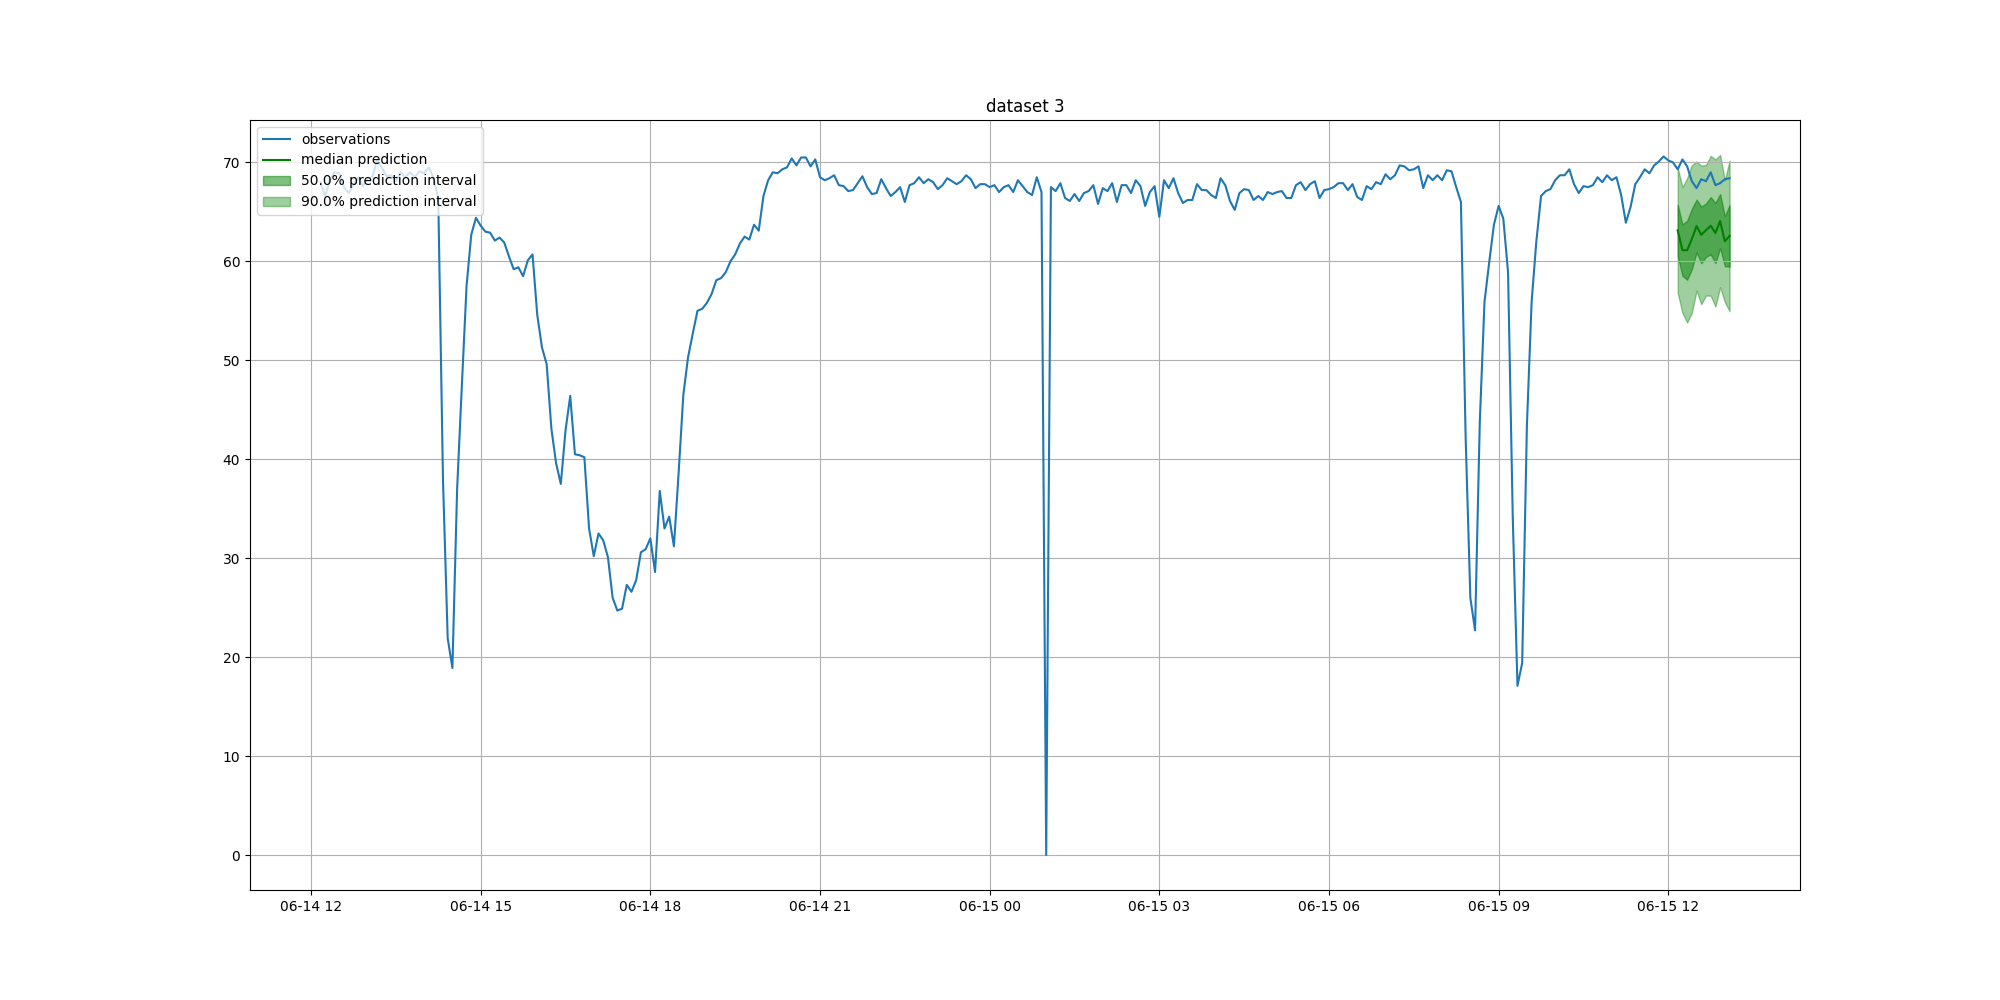 dataset 3
observations
median prediction
50.0% prediction interval
90.0% prediction interval
70
60
50
40
30
20
10
0
06-14 12 06-14 15 06-14 18 06-14 21 06-15 00 06-15 03 06-15 06 06-15 09 06-15 12